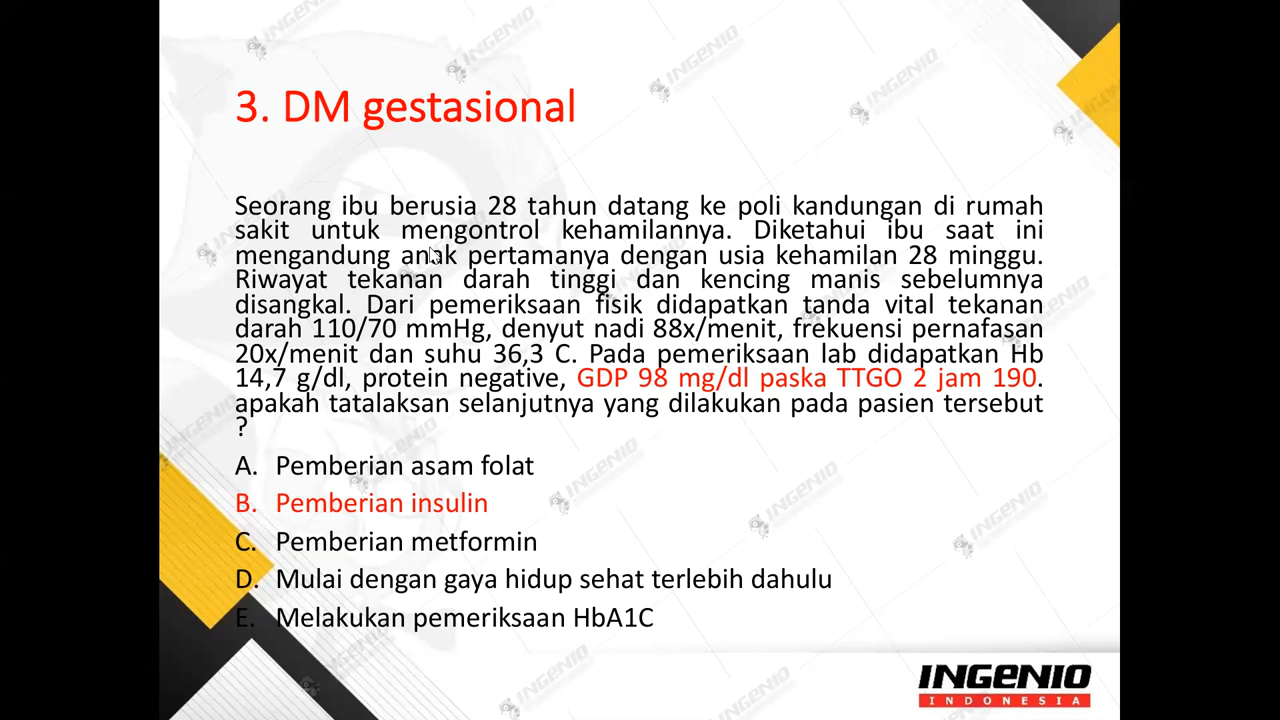 3. DM gestasional
Seorang ibu berusia 28 tahun datang ke poli kandungan di rumah
sakit untuk mengontrol kehamilannya. Diketahui ibu saat ini
mengandung anak pertamanya dengan usia kehamilan 28 minggu.
Riwayat tekanan darah tinggi dan kencing manis sebelumnya
disangkal. Dari pemeriksaan fisik didapatkan tanda vital tekanan
darah 110/70 mmHg, denyut nadi 88x/menit, frekuensi pernafasan
20x/menit dan suhu 36,3 C. Pada pemeriksaan lab didapatkan Hb
14,7 g/dl, protein negative, GDP 98 mg/dl paska TTGO 2 jam 190.
apakah tatalaksan selanjutnya yang dilakukan pada pasien tersebut
?
A. Pemberian asam folat
B. Pemberian insulin
C. Pemberian metformin
D. Mulai dengan gaya hidup sehat terlebih dahulu
E. Melakukan pemeriksaan HbA1C
INGENIO
INDONESIA